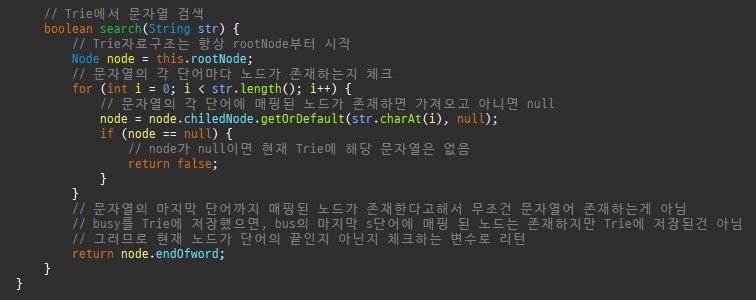 // Trie에서 문자열 검색
boolean search(String str) {
// Trie자료구조는 항상 rootNode부터 시작
Node node = this.rootNode;
// 문자열의 각 단어마다 노드가 존재하는지 체크
for (int i = 0; i < str.length(); i++) {
// 문자열의 각 단어에 매핑된 노드가 존재하면 가져오고 아니면 null
node = node.chiledNode.getOrDefault(str.charAt(i), null);
if (node == null) {
// node가 null이면 현재 Trie에 해당 문자열은 없음
return false;
}
}
// 문자열의 마지막 단어까지 매핑된 노드가 존재한다고해서 무조건 문자열어 존재하는게 아님
// busy를 Trie에 저장했으면, bus의 마지막 s단어에 매핑 된 노드는 존재하지만 Trie에 저장된건 아님
// 그러므로 현재 노드가 단어의 끝인지 아닌지 체크하는 변수로 리턴
return node.endOfword;
}
}